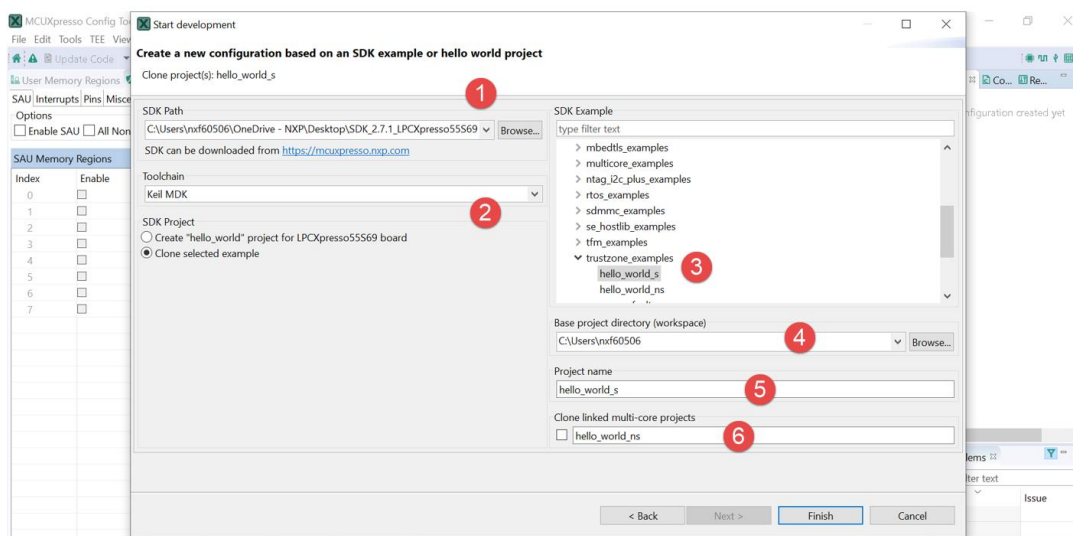 MCUXpresso Config To
File Edit Tools TEE View
Update Code
User Memory Regions
SAU Interrupts Pins Misce
Options
Enable SAU All Non
SAU Memory Regions
Index Enable
0
1
2
3
4
5
6
7
Start development
Create a new configuration based on an SDK example or hello world project
Clone project(s): hello_world_s
1
SDK Path
C:\Users\nxf60506\OneDrive - NXP\Desktop\SDK_2.7.1_LPCXpresso55S69 Browse...
SDK can be downloaded from https://mcuxpresso.nxp.com
Toolchain
Keil MDK
2
SDK Project
Create "hello_world" project for LPCXpresso55S69 board
Clone selected example
SDK Example
type filter text
mbedtls_examples
multicore_examples
ntag_i2c_plus_examples
rtos_examples
sdmmc_examples
se_hostlib_examples
tfm_examples
trustzone_examples
hello_world_s 3
hello_world_ns
Base project directory (workspace)
C:\Users\nxf60506 4 Browse...
Project name
hello_world_s 5
Clone linked multi-core projects
hello_world_ns 6
< Back Next > Finish Cancel
Co... Re...
nfiguration created yet
lems
lter text
Issue